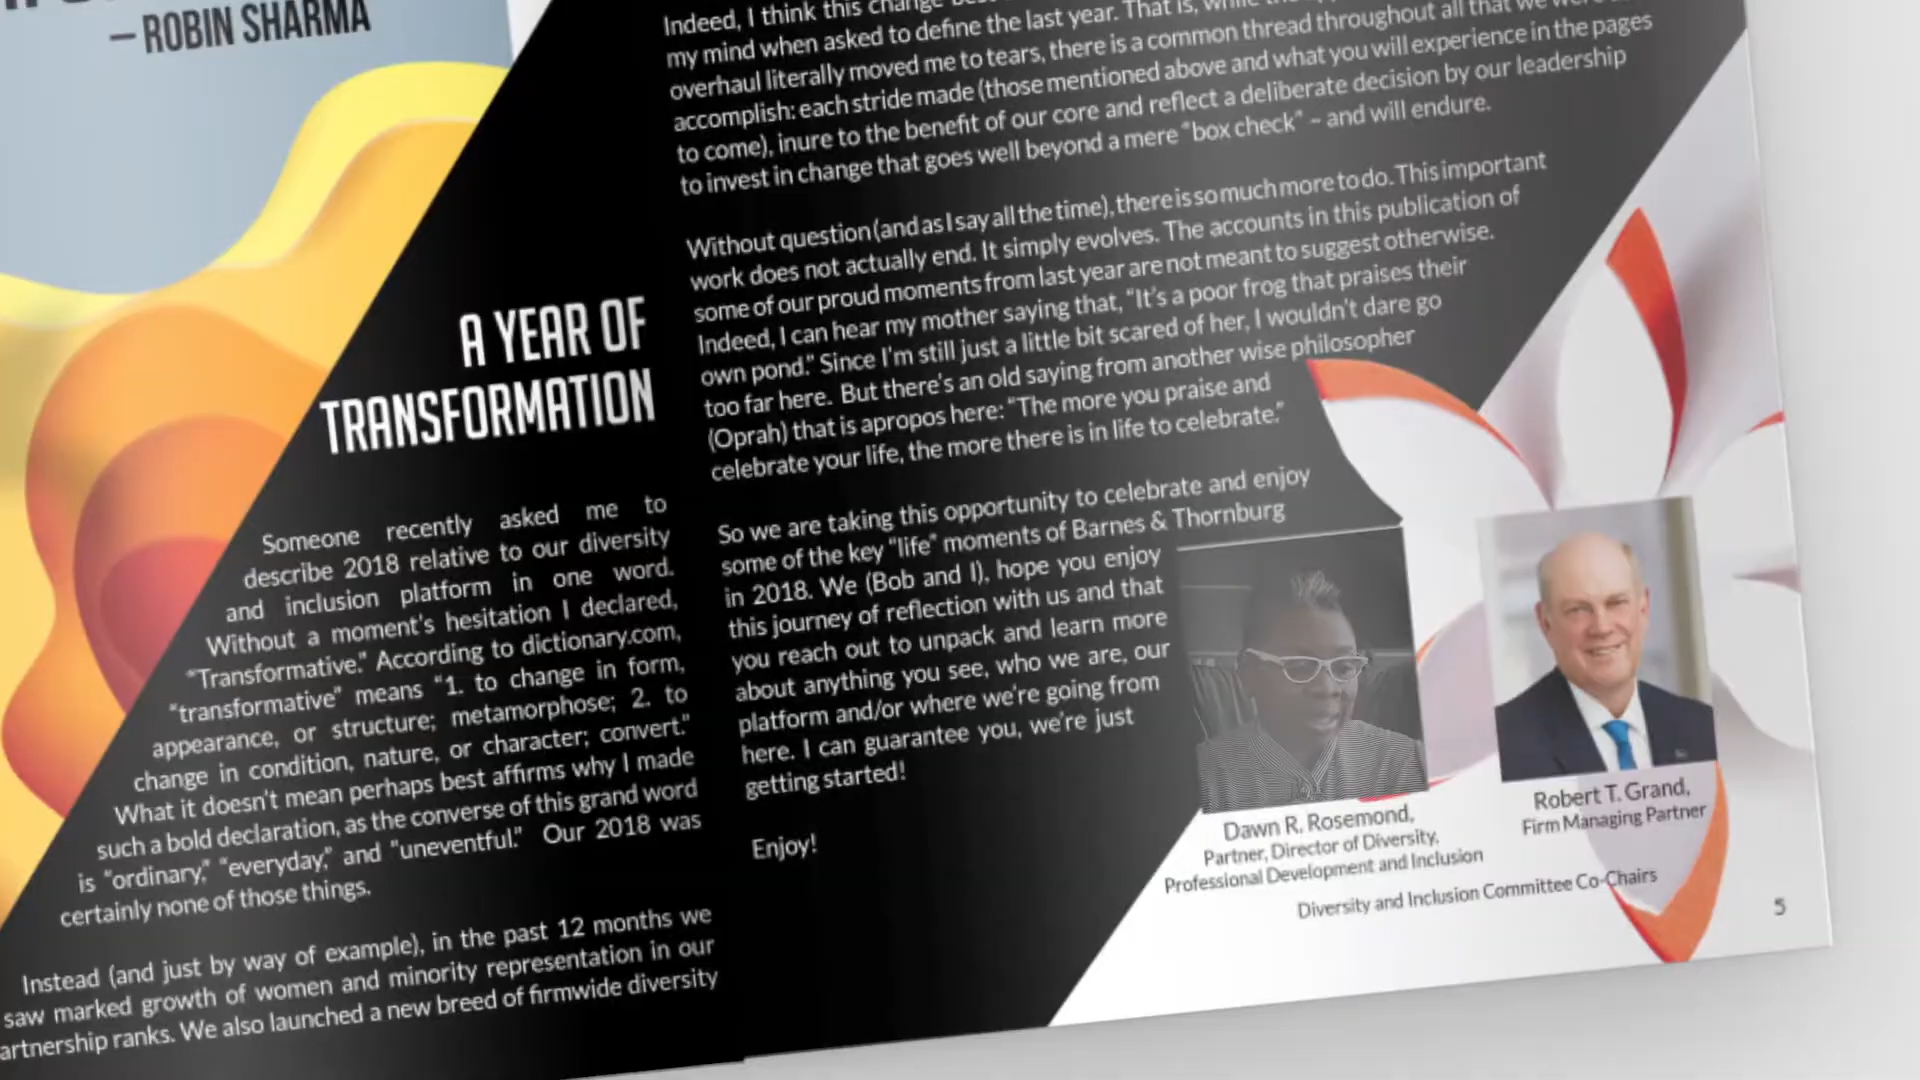 — ROBIN SHARMA
A YEAR OF
TRANSFORMATION
Someone recently asked me to
describe 2018 relative to our diversity
and inclusion platform in one word.
Without a moment's hesitation I declared,
"Transformative." According to dictionary.com,
"transformative" means "1. to change in form,
appearance, or structure; metamorphose; 2. to
change in condition, nature, or character; convert."
What it doesn't mean perhaps best affirms why I made
such a bold declaration, as the converse of this grand word
is "ordinary," "everyday," and "uneventful." Our 2018 was
certainly none of those things.
Instead (and just by way of example), in the past 12 months we
saw marked growth of women and minority representation in our
artnership ranks. We also launched a new breed of firmwide diversity
Indeed, I think this change
my mind when asked to define the last year. That is, while
overhaul literally moved me to tears, there is a common thread throughout all that we
accomplish: each stride made (those mentioned above and what you will experience in the pages
to come), inure to the benefit of our core and reflect a deliberate decision by our leadership
to invest in change that goes well beyond a mere "box check" – and will endure.
Without question (and as I say all the time), there is so much more to do. This important
work does not actually end. It simply evolves. The accounts in this publication of
some of our proud moments from last year are not meant to suggest otherwise.
Indeed, I can hear my mother saying that, "It's a poor frog that praises their
own pond." Since I'm still just a little bit scared of her, I wouldn't dare go
too far here. But there's an old saying from another wise philosopher
(Oprah) that is apropos here: "The more you praise and
celebrate your life, the more there is in life to celebrate."
So we are taking this opportunity to celebrate and enjoy
some of the key "life" moments of Barnes & Thornburg
in 2018. We (Bob and I), hope you enjoy
this journey of reflection with us and that
you reach out to unpack and learn more
about anything you see, who we are, our
platform and/or where we're going from
here. I can guarantee you, we're just
getting started!
Enjoy!
Dawn R. Rosemond,
Partner, Director of Diversity,
Professional Development and Inclusion
Robert T. Grand,
Firm Managing Partner
Diversity and Inclusion Committee Co-Chairs
5